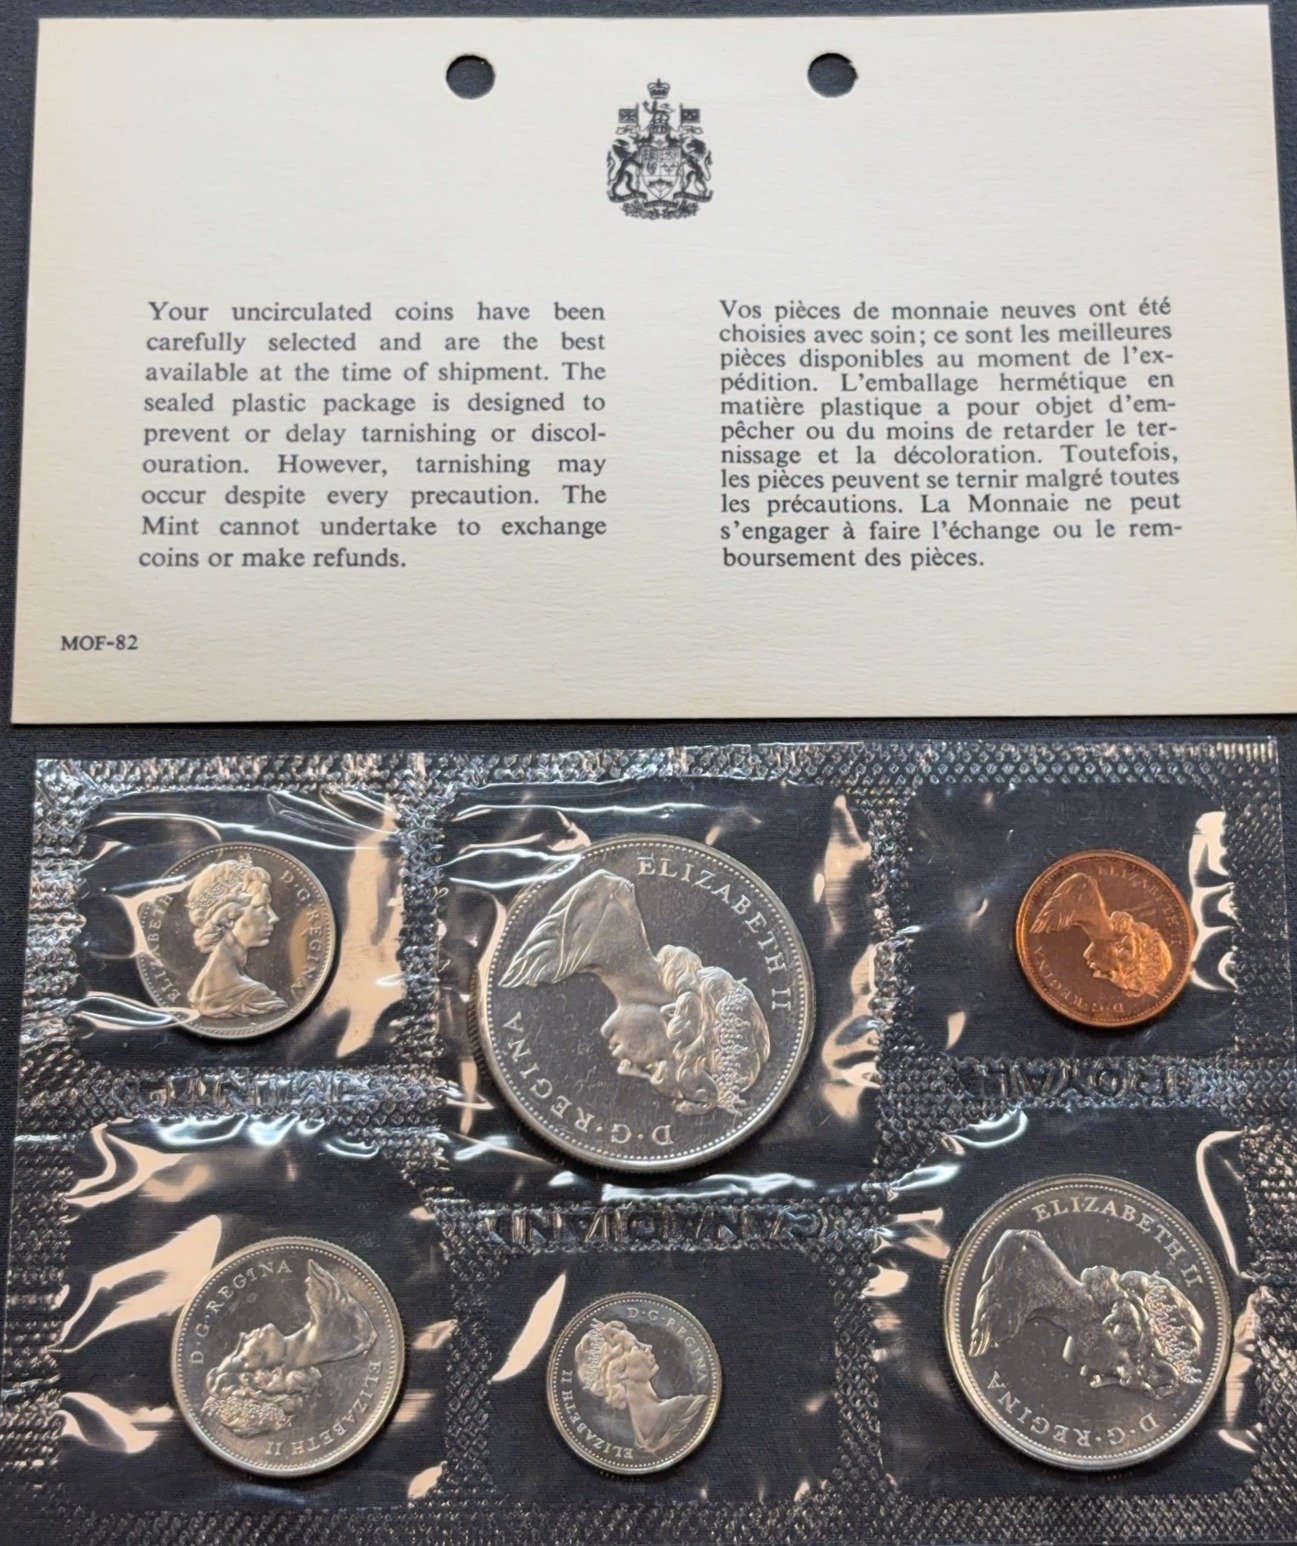 Your uncirculated coins have been
carefully selected and are the best
available at the time of shipment. The
sealed plastic package is designed to
prevent or delay tarnishing or discol-
ouration. However, tarnishing may
occur despite every precaution. The
Mint cannot undertake to exchange
coins or make refunds.
Vos pièces de monnaie neuves ont été
choisies avec soin; ce sont les meilleures
pièces disponibles au moment de l'ex-
pédition. L'emballage hermétique en
matière plastique a pour objet d'em-
pêcher ou du moins de retarder le ter-
nissage et la décoloration. Toutefois,
les pièces peuvent se ternir malgré toutes
les précautions. La Monnaie ne peut
s'engager à faire l'échange ou le rem-
boursement des pièces.
MOF-82
ELIZABETH II D·G·REGINA
ELIZABETH II D·G·REGINA
ELIZABETH II D·G·REGINA
ROYAL
MINT
CANADIAN
ELIZABETH II D·G·REGINA
ELIZABETH II D·G·REGINA
ELIZABETH II D·G·REGINA